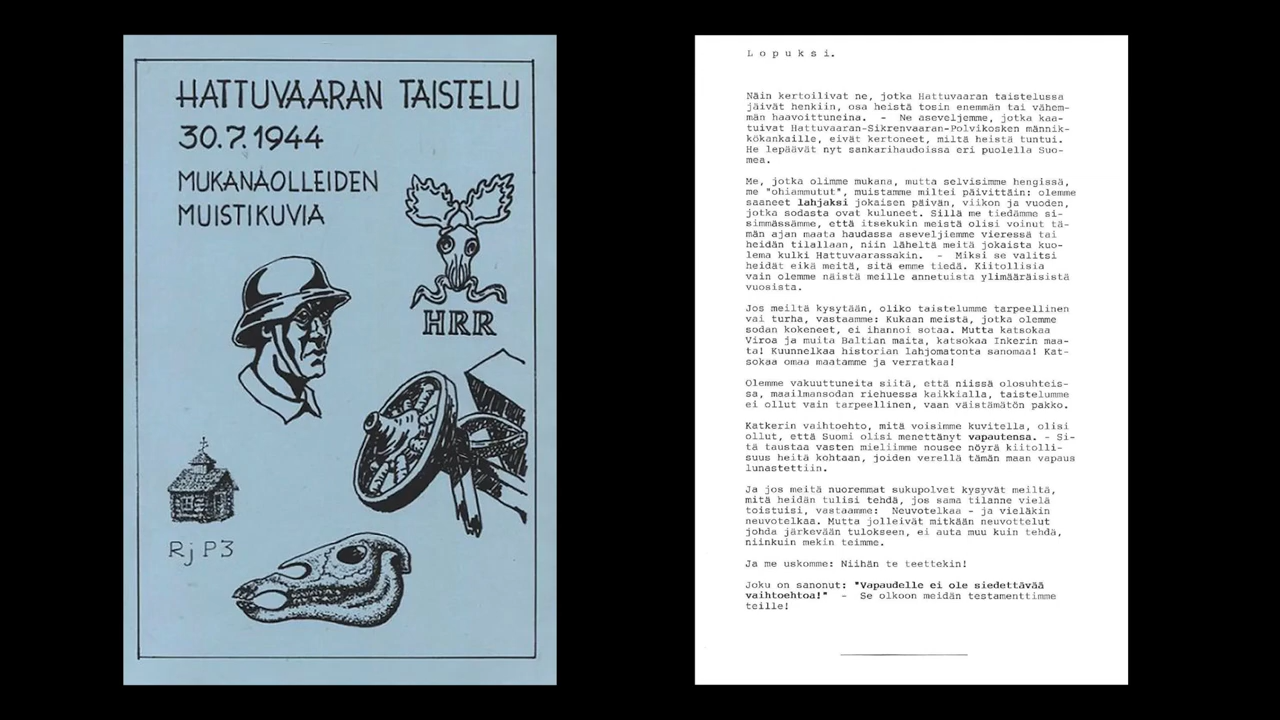 HATTUVAARAN TAISTELU
30.7.1944
MUKANAOLLEIDEN
MUISTIKUVIA
HRR
Rj P3
Lopuksi.
Näin kertoilivat ne, jotka Hattuvaaran taistelussa
jäivät henkiin, osa heistä tosin enemmän tai vähem-
män haavoittuneina. - Ne aseveljemme, jotka kaa-
tuivat Hattuvaaran-Sikrenvaaran-Polvikosken männik-
kökankaille, eivät kertoneet, miltä heistä tuntui.
He lepäävät nyt sankarihaudoissa eri puolella Suo-
mea.
Me, jotka olimme mukana, mutta selvisimme hengissä,
me "ohiammutut", muistamme miltei päivittäin: olemme
saaneet lahjaksi jokaisen päivän, viikon ja vuoden,
jotka sodasta ovat kuluneet. Sillä me tiedämme si-
simmässämme, että itsekukin meistä olisi voinut tä-
män ajan maata haudassa aseveljiemme vieressä tai
heidän tilallaan, niin läheltä meitä jokaista kuo-
lema kulki Hattuvaarassakin. - Miksi se valitsi
heidät eikä meitä, sitä emme tiedä. Kiitollisia
vain olemme näistä meille annetuista ylimääräisistä
vuosista.
Jos meiltä kysytään, oliko taistelumme tarpeellinen
vai turha, vastaamme: Kukaan meistä, jotka olemme
sodan kokeneet, ei ihannoi sotaa. Mutta katsokaa
Viroa ja muita Baltian maita, katsokaa Inkerin maa-
ta! Kuunnelkaa historian lahjomatonta sanomaa! Kat-
sokaa omaa maatamme ja verratkaa!
Olemme vakuuttuneita siitä, että niissä olosuhteis-
sa, maailmansodan riehuessa kaikkialla, taistelumme
ei ollut vain tarpeellinen, vaan väistämätön pakko.
Katkerin vaihtoehto, mitä voisimme kuvitella, olisi
ollut, että Suomi olisi menettänyt vapautensa. - Si-
tä taustaa vasten mieliimme nousee nöyrä kiitolli-
suus heitä kohtaan, joiden verellä tämän maan vapaus
lunastettiin.
Ja jos meitä nuoremmat sukupolvet kysyvät meiltä,
mitä heidän tulisi tehdä, jos sama tilanne vielä
toistuisi, vastaamme: Neuvotelkaa - ja vieläkin
neuvotelkaa. Mutta jolleivät mitkään neuvottelut
johda järkevään tulokseen, ei auta muu kuin tehdä,
niinkuin mekin teimme.
Ja me uskomme: Niihän te teettekin!
Joku on sanonut: "Vapaudelle ei ole siedettävää
vaihtoehtoa!" - Se olkoon meidän testamenttimme
teille!